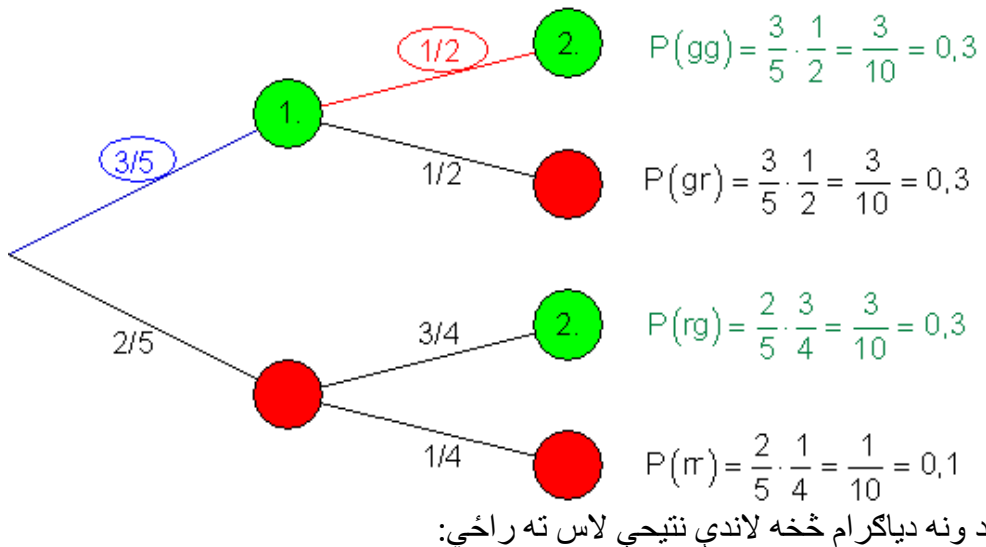 1/2
2.
P(gg) = 3/5 · 1/2 = 3/10 = 0,3
1.
3/5
1/2
P(gr) = 3/5 · 1/2 = 3/10 = 0,3
2/5
3/4
2.
P(rg) = 2/5 · 3/4 = 3/10 = 0,3
1/4
P(rr) = 2/5 · 1/4 = 1/10 = 0,1
د ونه دیاګرام څخه لاندې نتیجې لاس ته راځي: